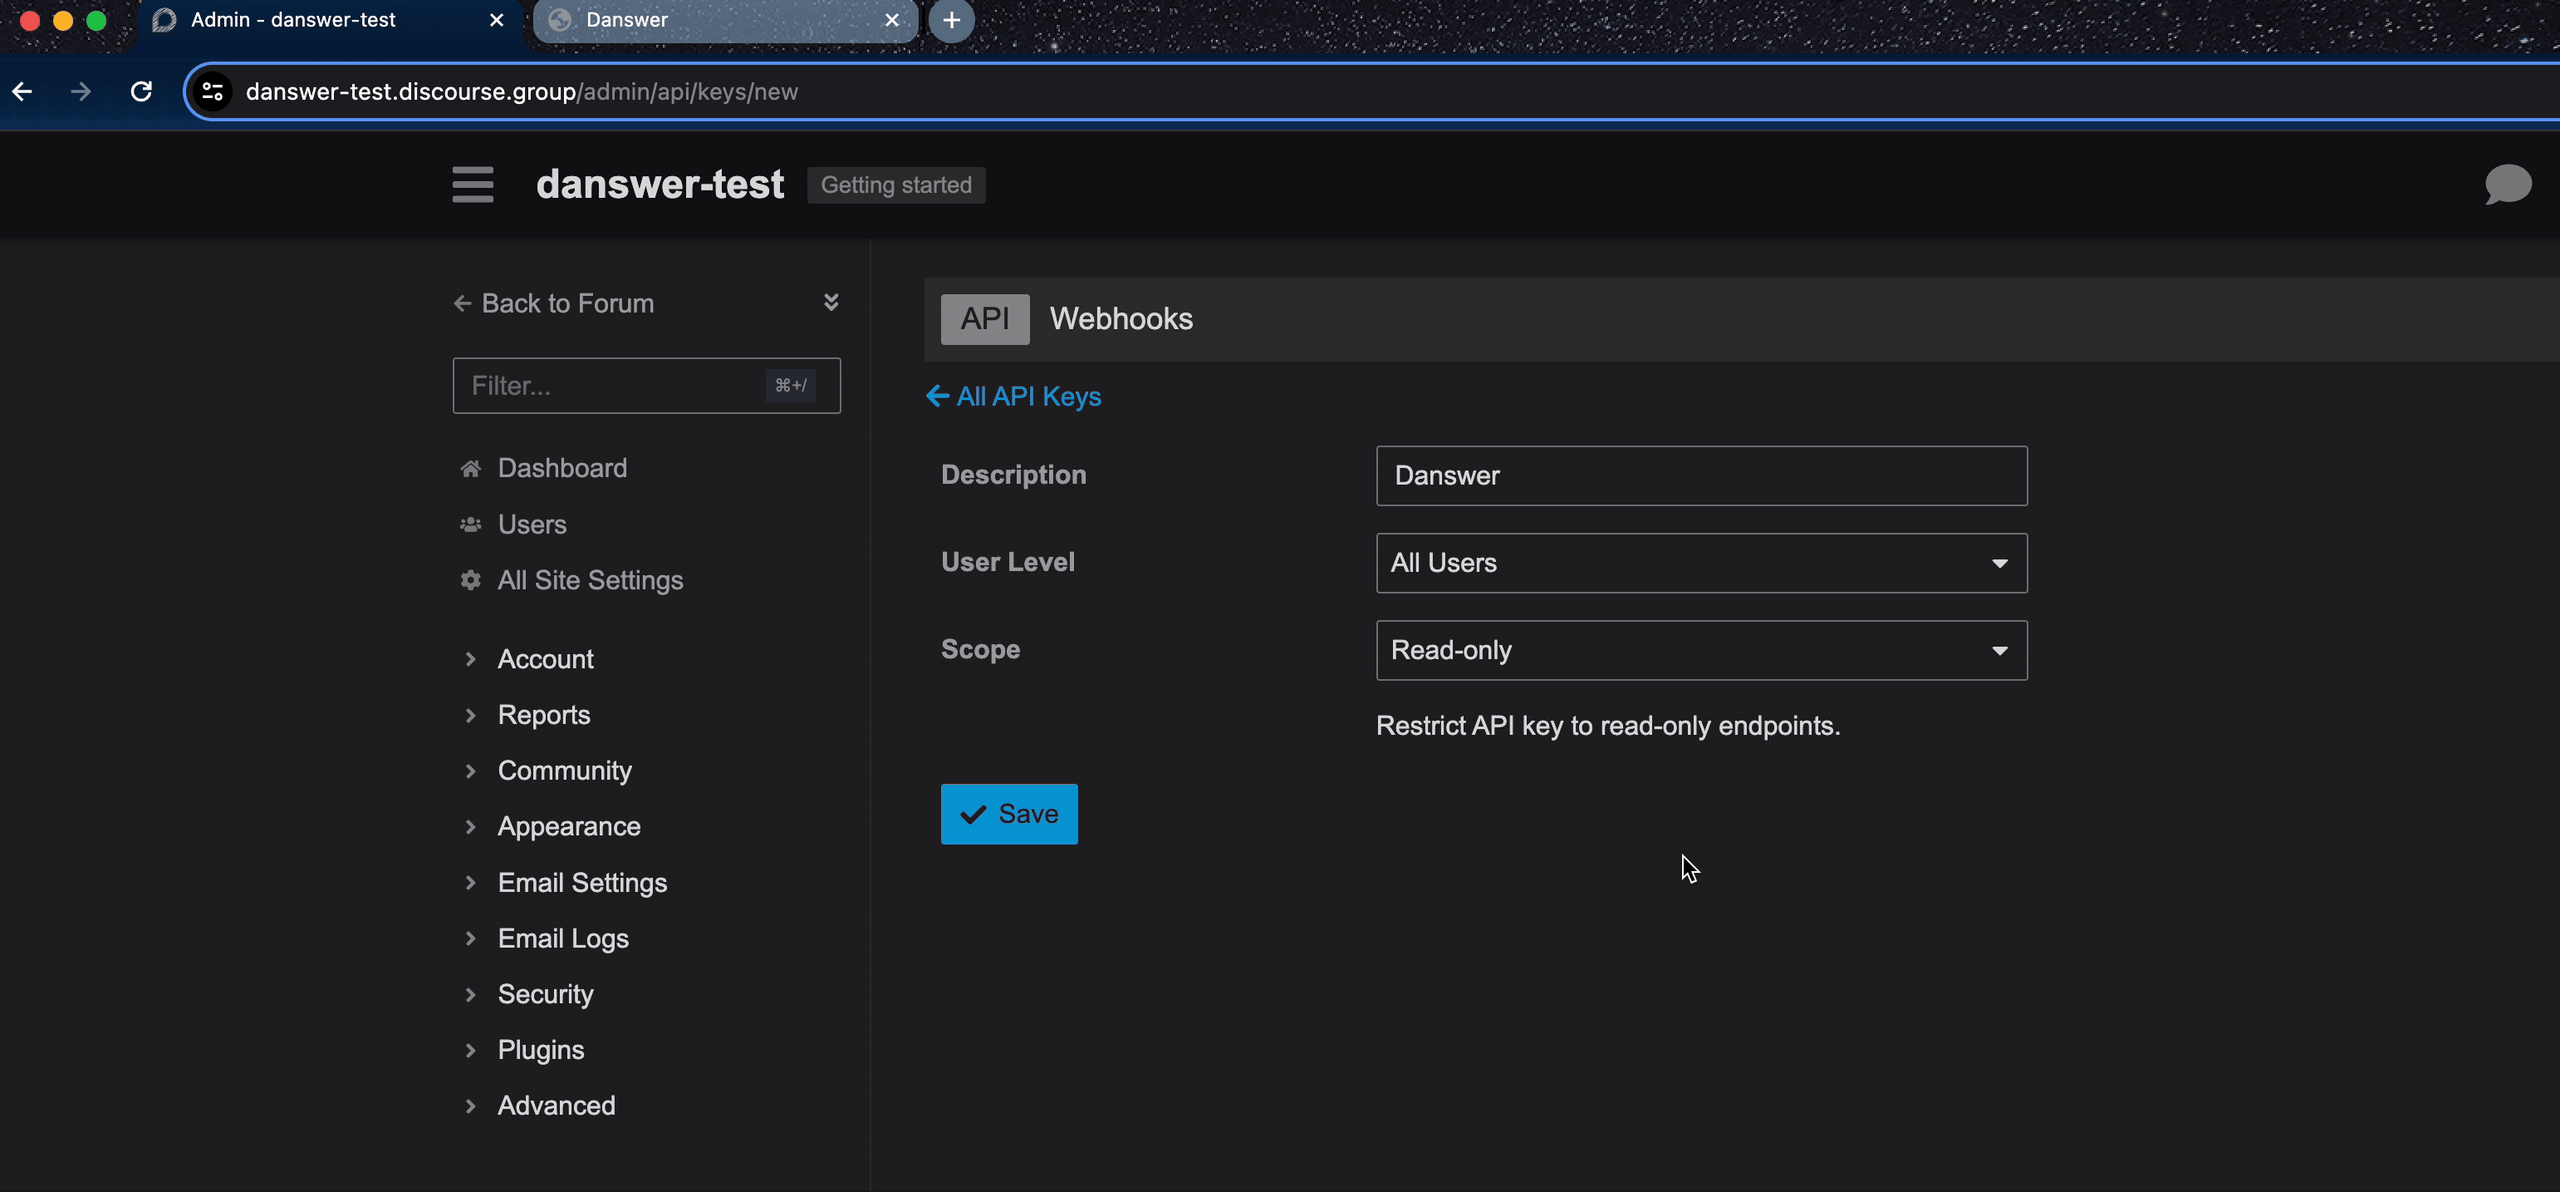 Admin - danswer-test
Danswer
danswer-test.discourse.group/admin/api/keys/new
danswer-test Getting started
Back to Forum
Filter... ⌘+/
Dashboard
Users
All Site Settings
Account
Reports
Community
Appearance
Email Settings
Email Logs
Security
Plugins
Advanced
API Webhooks
All API Keys
Description Danswer
User Level All Users
Scope Read-only
Restrict API key to read-only endpoints.
Save